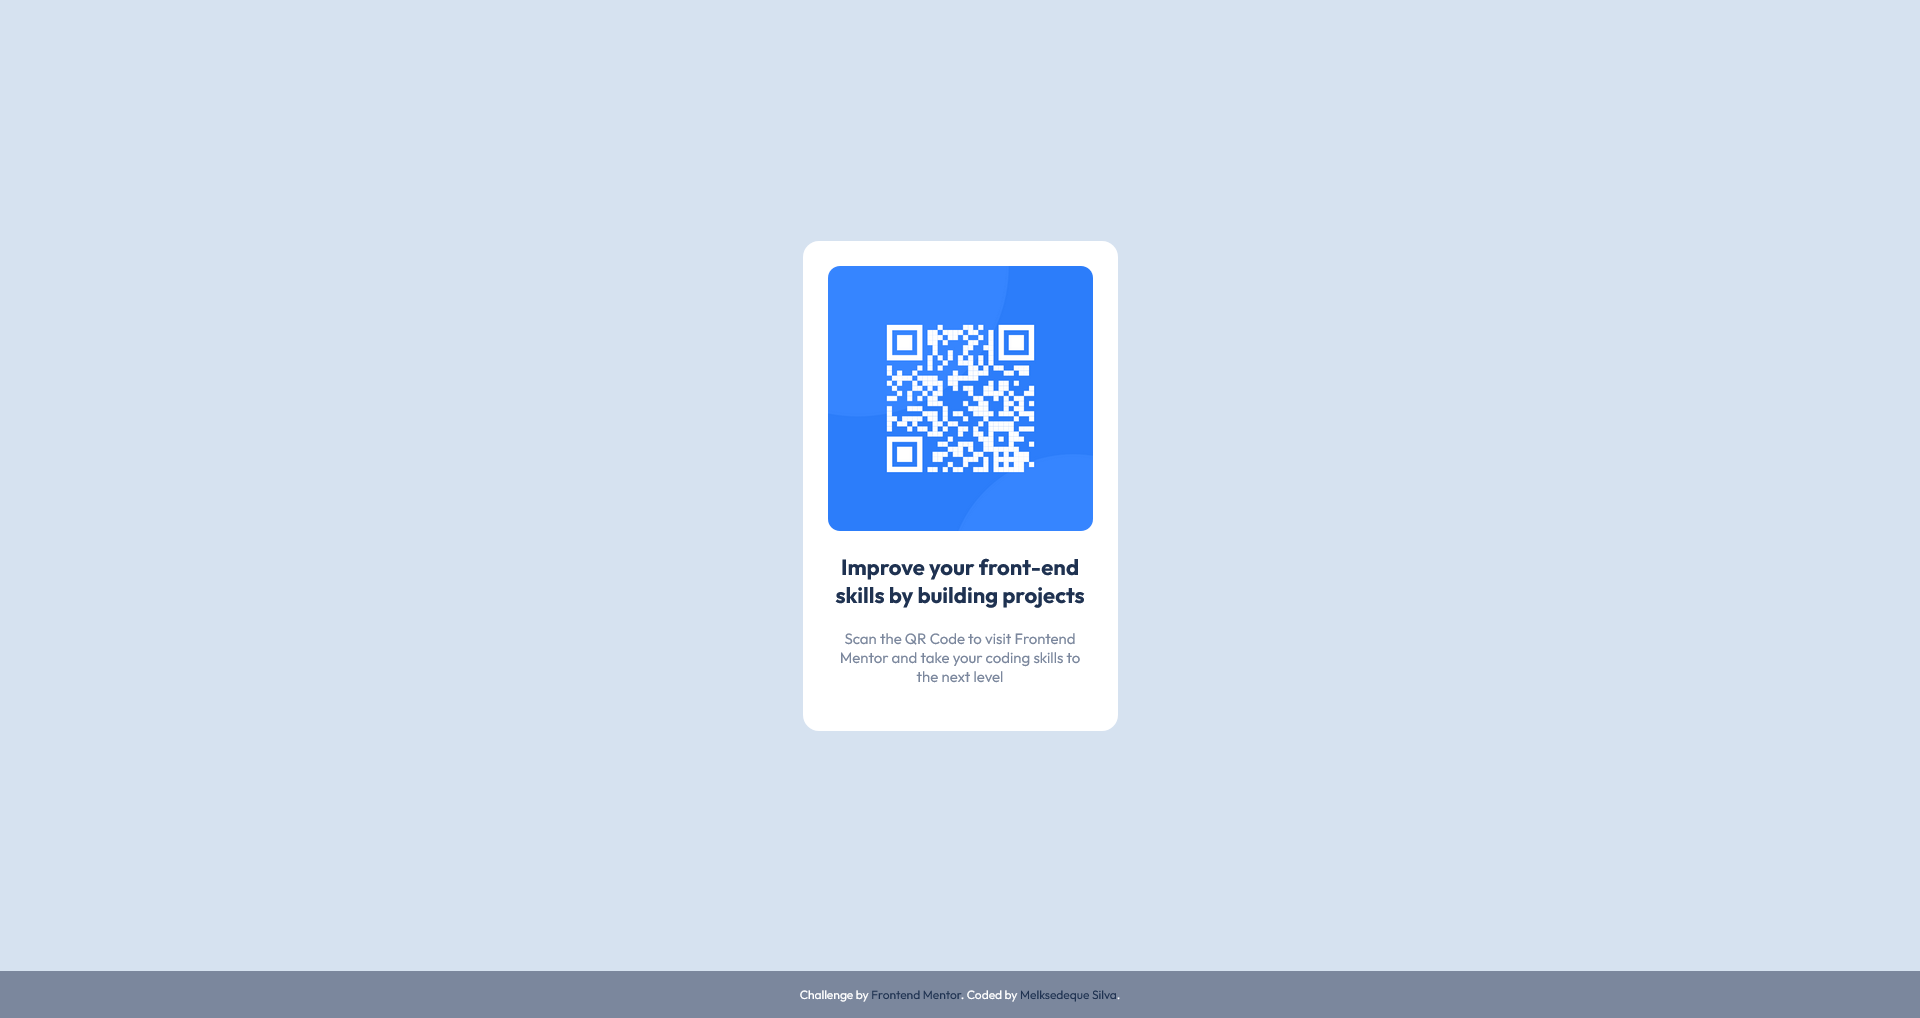 Improve your front-end
skills by building projects
Scan the QR Code to visit Frontend
Mentor and take your coding skills to
the next level
Challenge by Frontend Mentor. Coded by Melksedeque Silva.